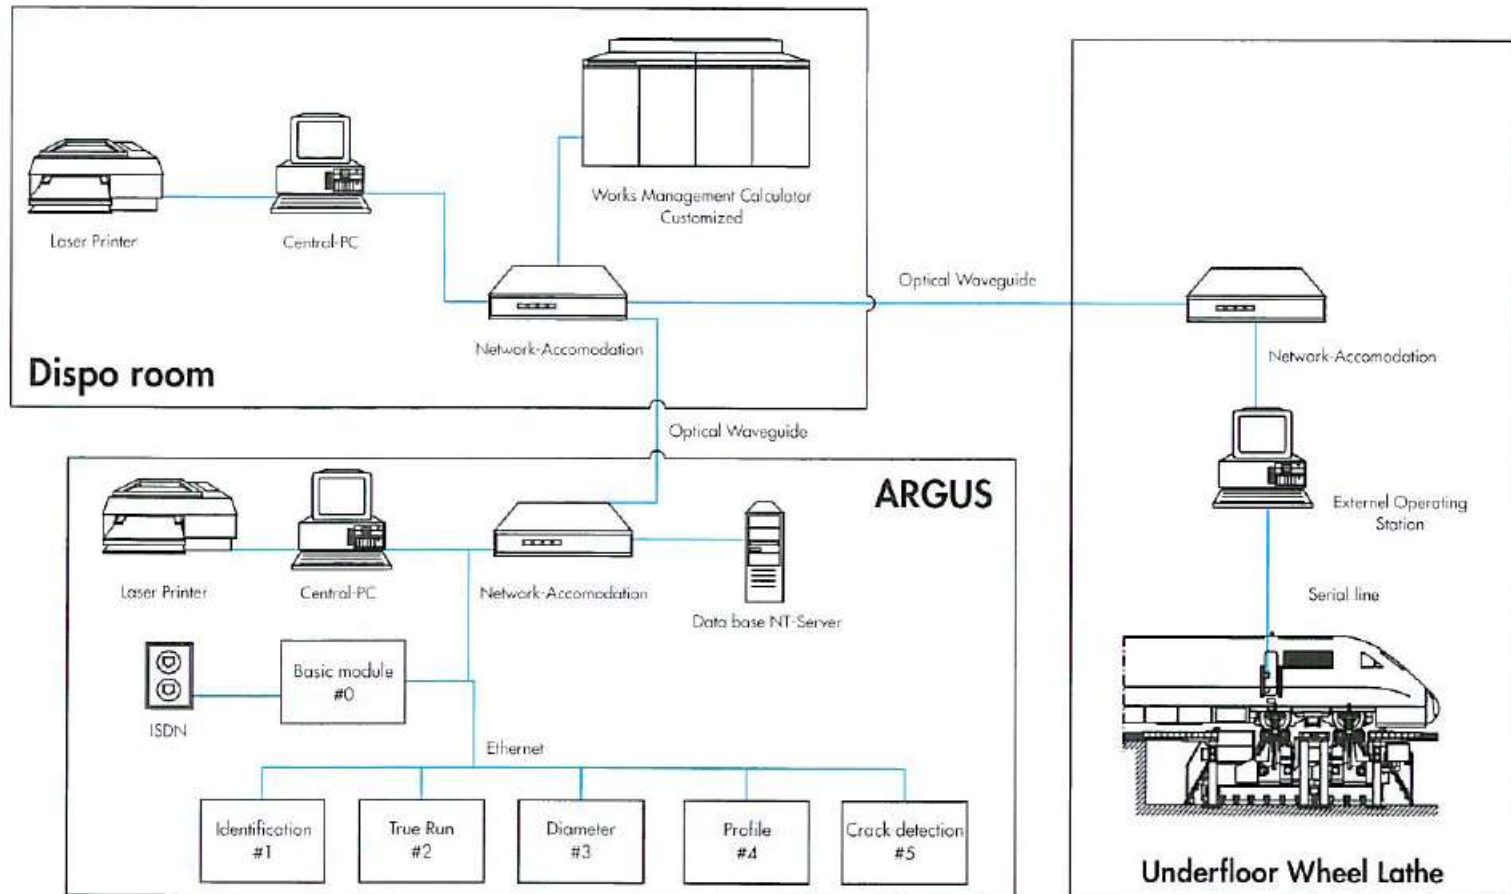 Works Management Calculator
Customized
Laser Printer
Central-PC
Optical Waveguide
Network-Accomodation
Network-Accomodation
Dispo room
Optical Waveguide
ARGUS
Externel Operating
Station
Laser Printer
Central-PC
Network-Accomodation
Data base NT-Server
Serial line
Basic module
#0
ISDN
Ethernet
Identification
#1
True Run
#2
Diameter
#3
Profile
#4
Crack detection
#5
Underfloor Wheel Lathe